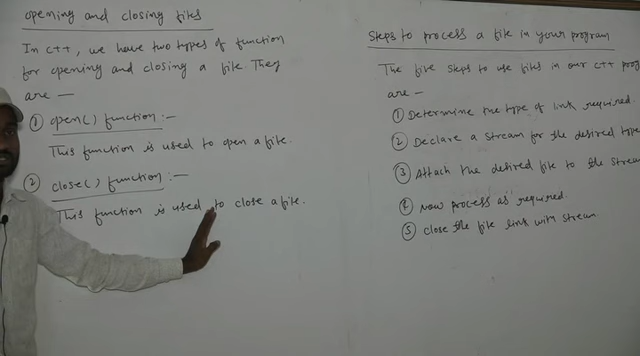 opening and closing files
In C++, we have two types of function
for opening and closing a file They
are —
① open() function :-
This function is used to open a file.
② close() function :-
This function is used to close a file.
Steps to process a file in your program
The five steps to use files in our C++ prog
are —
① Determine the type of link required.
② Declare a stream for the desired type
③ Attach the desired file to the stream
④ Now process as required.
⑤ close the file link with stream.